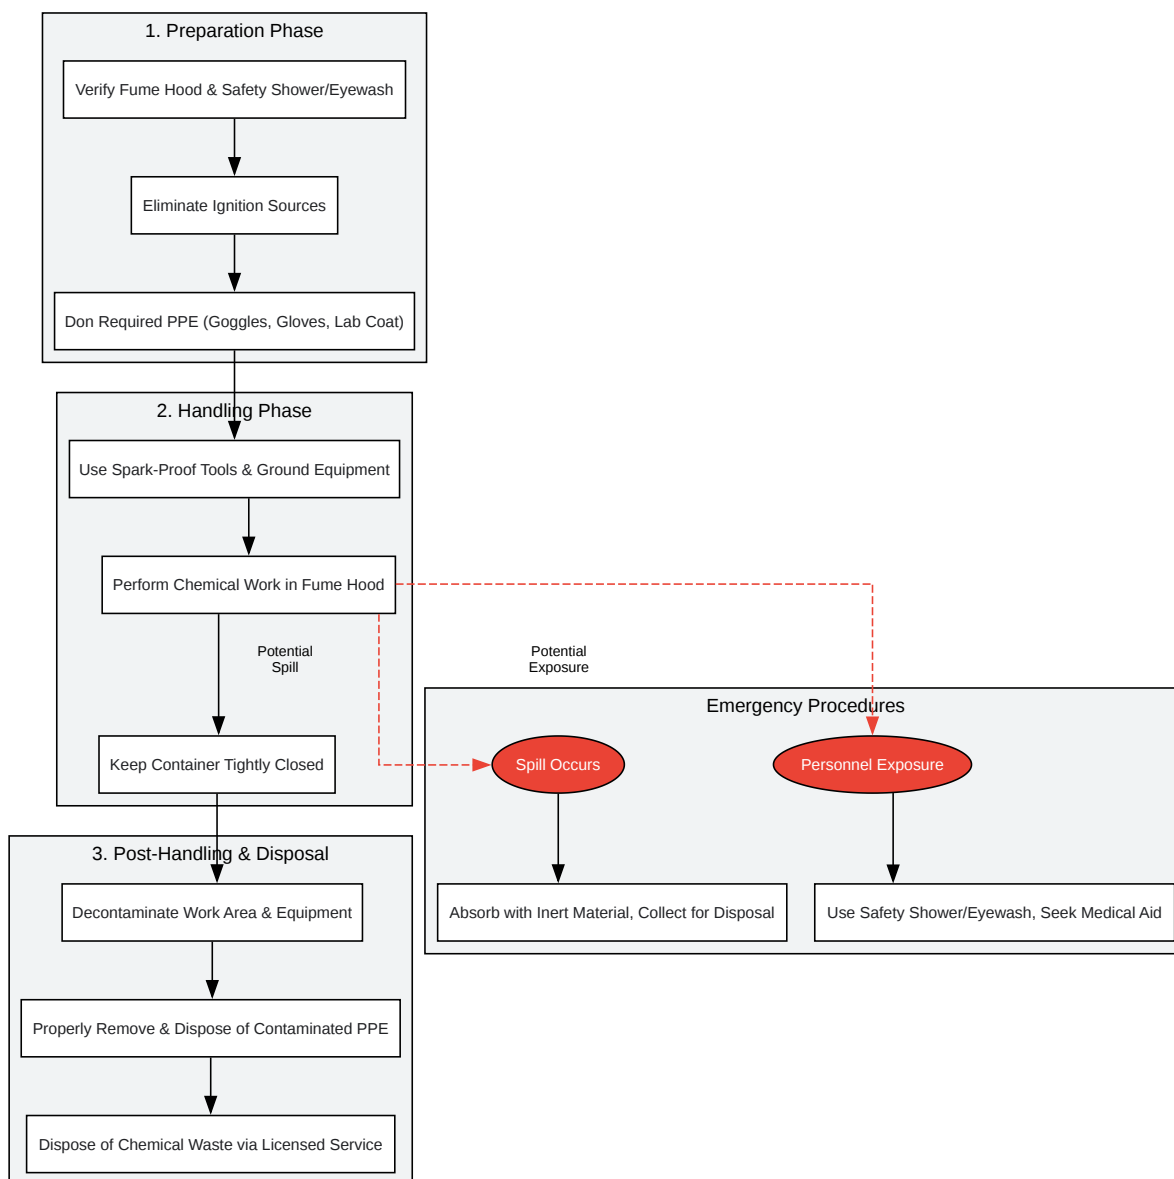 1. Preparation Phase
Verify Fume Hood & Safety Shower/Eyewash
Eliminate Ignition Sources
Don Required PPE (Goggles, Gloves, Lab Coat)
2. Handling Phase
Use Spark-Proof Tools & Ground Equipment
Perform Chemical Work in Fume Hood
Potential
Spill
Potential
Exposure
Keep Container Tightly Closed
Emergency Procedures
Spill Occurs
Personnel Exposure
Absorb with Inert Material, Collect for Disposal
Use Safety Shower/Eyewash, Seek Medical Aid
3. Post-Handling & Disposal
Decontaminate Work Area & Equipment
Properly Remove & Dispose of Contaminated PPE
Dispose of Chemical Waste via Licensed Service